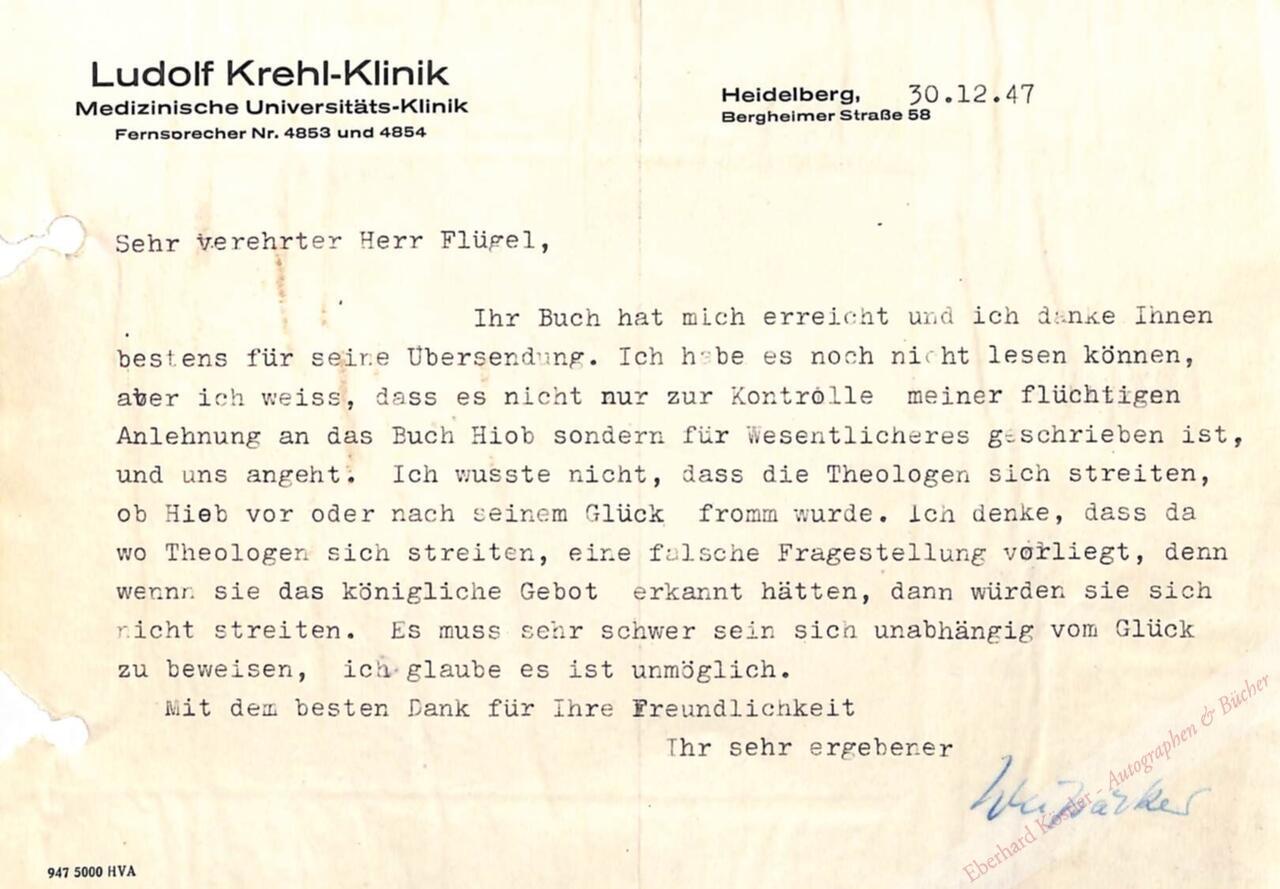 Ludolf Krehl-Klinik
Medizinische Universitäts-Klinik
Fernsprecher Nr. 4853 und 4854
Heidelberg, 30.12.47
Bergheimer Straße 58
Sehr verehrter Herr Flügel,
Ihr Buch hat mich erreicht und ich danke Ihnen
bestens für seine Übersendung. Ich habe es noch nicht lesen können,
aber ich weiss, dass es nicht nur zur Kontrolle meiner flüchtigen
Anlehnung an das Buch Hiob sondern für Wesentlicheres geschrieben ist,
und uns angeht. Ich wusste nicht, dass die Theologen sich streiten,
ob Hiob vor oder nach seinem Glück fromm wurde. Ich denke, dass da
wo Theologen sich streiten, eine falsche Fragestellung vorliegt, denn
wennn sie das königliche Gebot erkannt hätten, dann würden sie sich
nicht streiten. Es muss sehr schwer sein sich unabhängig vom Glück
zu beweisen, ich glaube es ist unmöglich.
Mit dem besten Dank für Ihre Freundlichkeit
Ihr sehr ergebener
Weizsäcker
Eberhard Köstler - Autographen & Bücher
947 5000 HVA